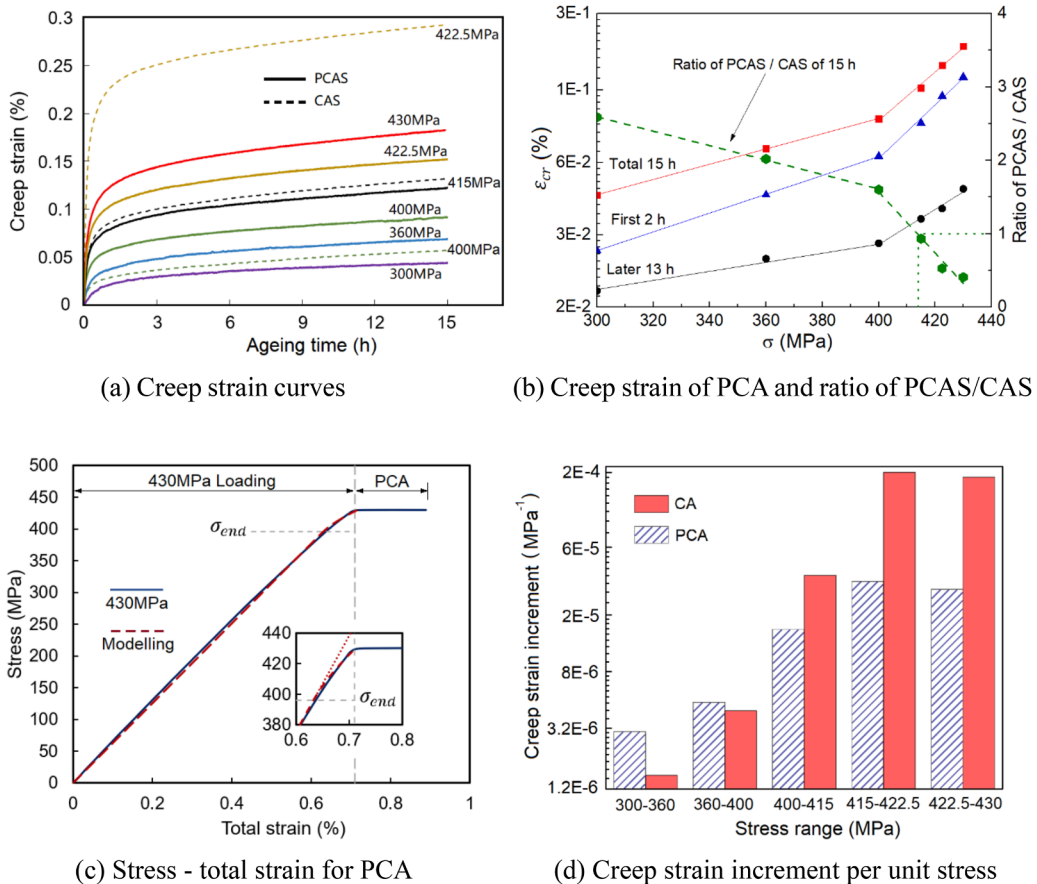 0.3
0.25
0.2
0.15
0.1
0.05
0
Creep strain (%)
422.5MPa
PCAS
CAS
430MPa
422.5MPa
415MPa
400MPa
360MPa
400MPa
300MPa
0 3 6 9 12 15
Ageing time (h)
(a) Creep strain curves
3E-1
1E-1
6E-2
3E-2
2E-2
εcr (%)
Ratio of PCAS / CAS of 15 h
Total 15 h
First 2 h
Later 13 h
4
3
2
1
0
Ratio of PCAS / CAS
300 320 340 360 380 400 420 440
σ (MPa)
(b) Creep strain of PCA and ratio of PCAS/CAS
500
450
400
350
300
250
200
150
100
50
0
Stress (MPa)
430MPa Loading
PCA
σend
430MPa
Modelling
440
420
400
380
σend
0.6 0.7 0.8
0 0.2 0.4 0.6 0.8 1
Total strain (%)
(c) Stress - total strain for PCA
2E-4
6E-5
2E-5
8E-6
3.2E-6
1.2E-6
Creep strain increment ( MPa⁻¹)
CA
PCA
300-360 360-400 400-415 415-422.5 422.5-430
Stress range (MPa)
(d) Creep strain increment per unit stress